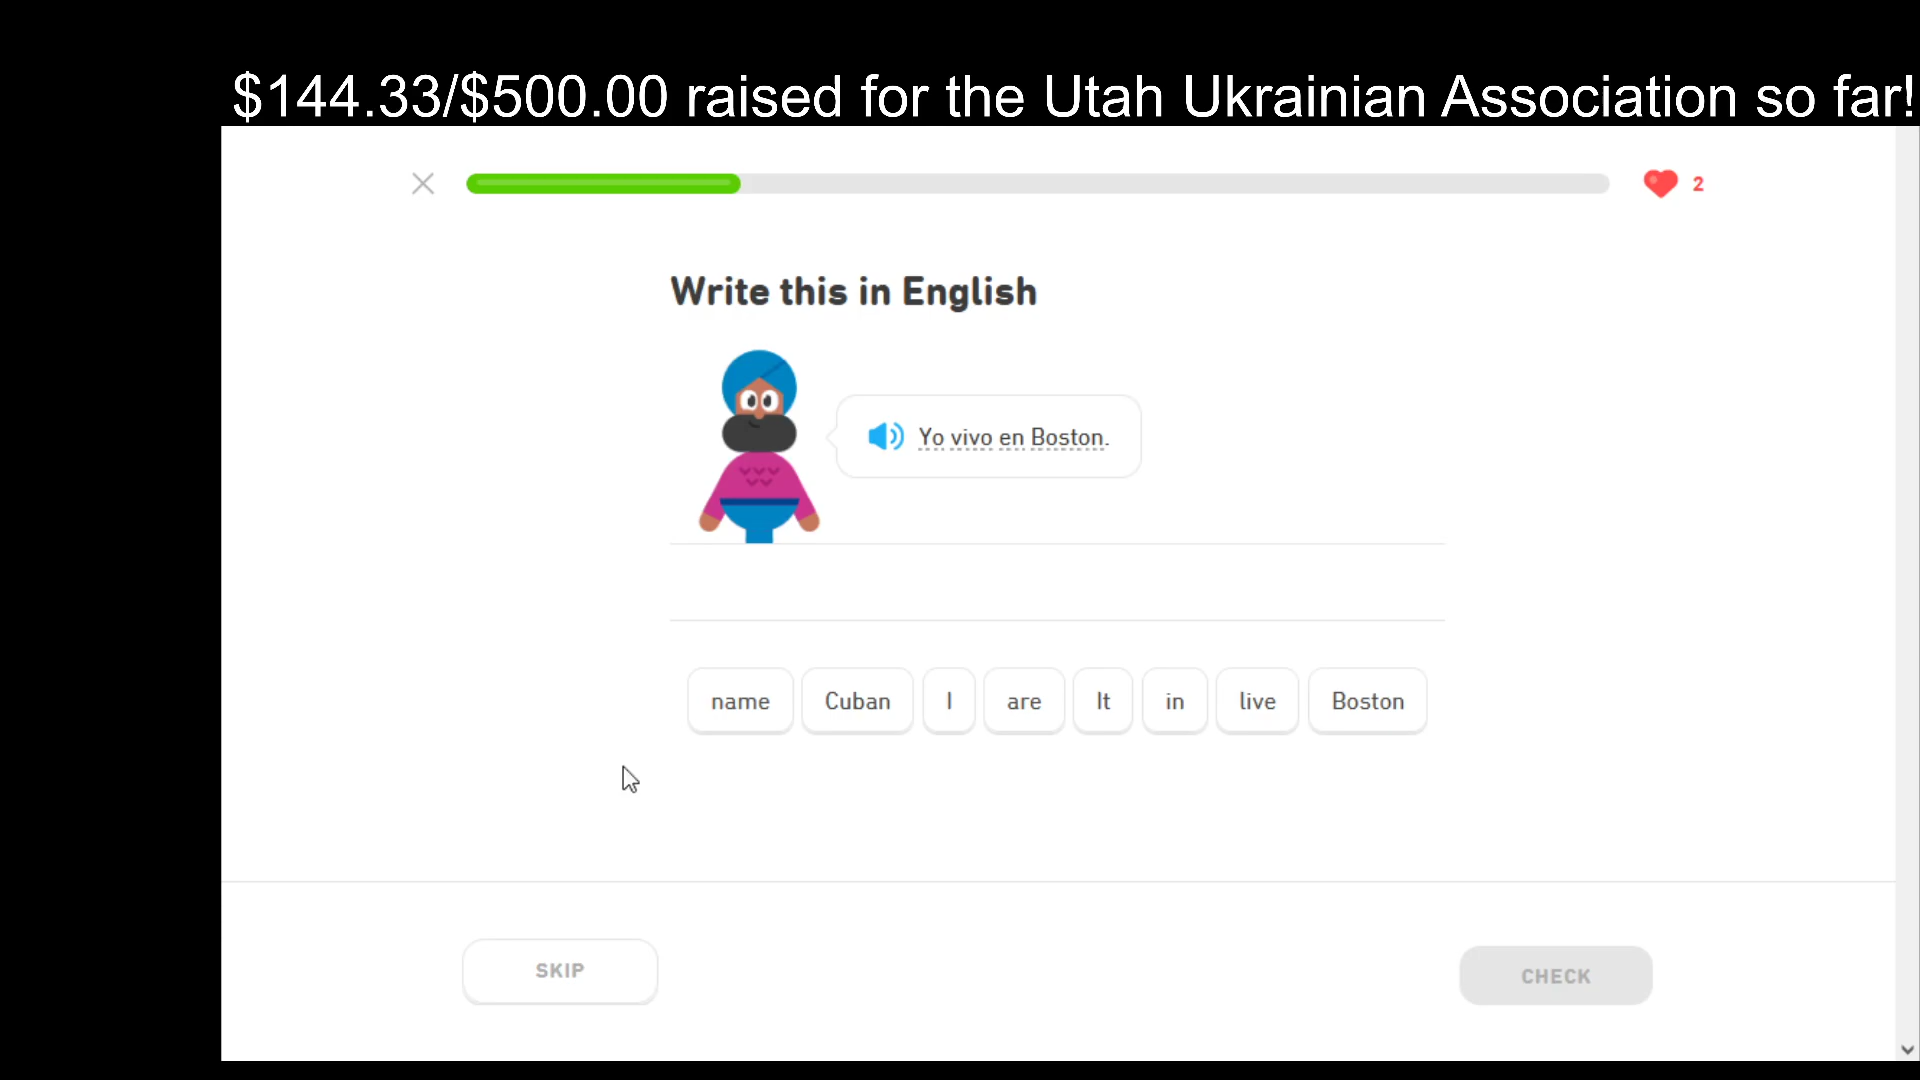 $144.33/$500.00 raised for the Utah Ukrainian Association so far!
2
Write this in English
Yo vivo en Boston.
name Cuban I are It in live Boston
SKIP CHECK